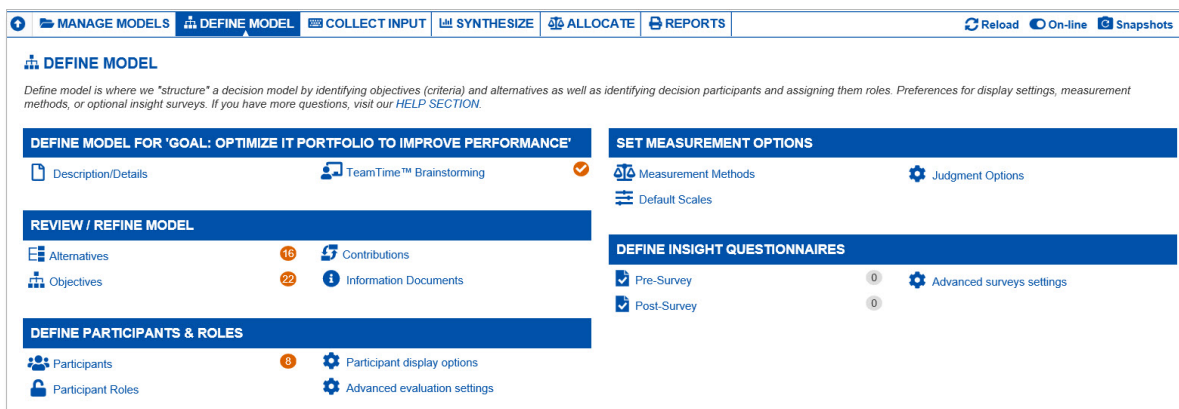 MANAGE MODELS DEFINE MODEL COLLECT INPUT SYNTHESIZE ALLOCATE REPORTS Reload On-line Snapshots
DEFINE MODEL
Define model is where we "structure" a decision model by identifying objectives (criteria) and alternatives as well as identifying decision participants and assigning them roles. Preferences for display settings, measurement
methods, or optional insight surveys. If you have more questions, visit our HELP SECTION.
DEFINE MODEL FOR 'GOAL: OPTIMIZE IT PORTFOLIO TO IMPROVE PERFORMANCE'
Description/Details TeamTime™ Brainstorming
REVIEW / REFINE MODEL
Alternatives 16 Contributions
Objectives 22 Information Documents
DEFINE PARTICIPANTS & ROLES
Participants 8 Participant display options
Participant Roles Advanced evaluation settings
SET MEASUREMENT OPTIONS
Measurement Methods Judgment Options
Default Scales
DEFINE INSIGHT QUESTIONNAIRES
Pre-Survey 0 Advanced surveys settings
Post-Survey 0